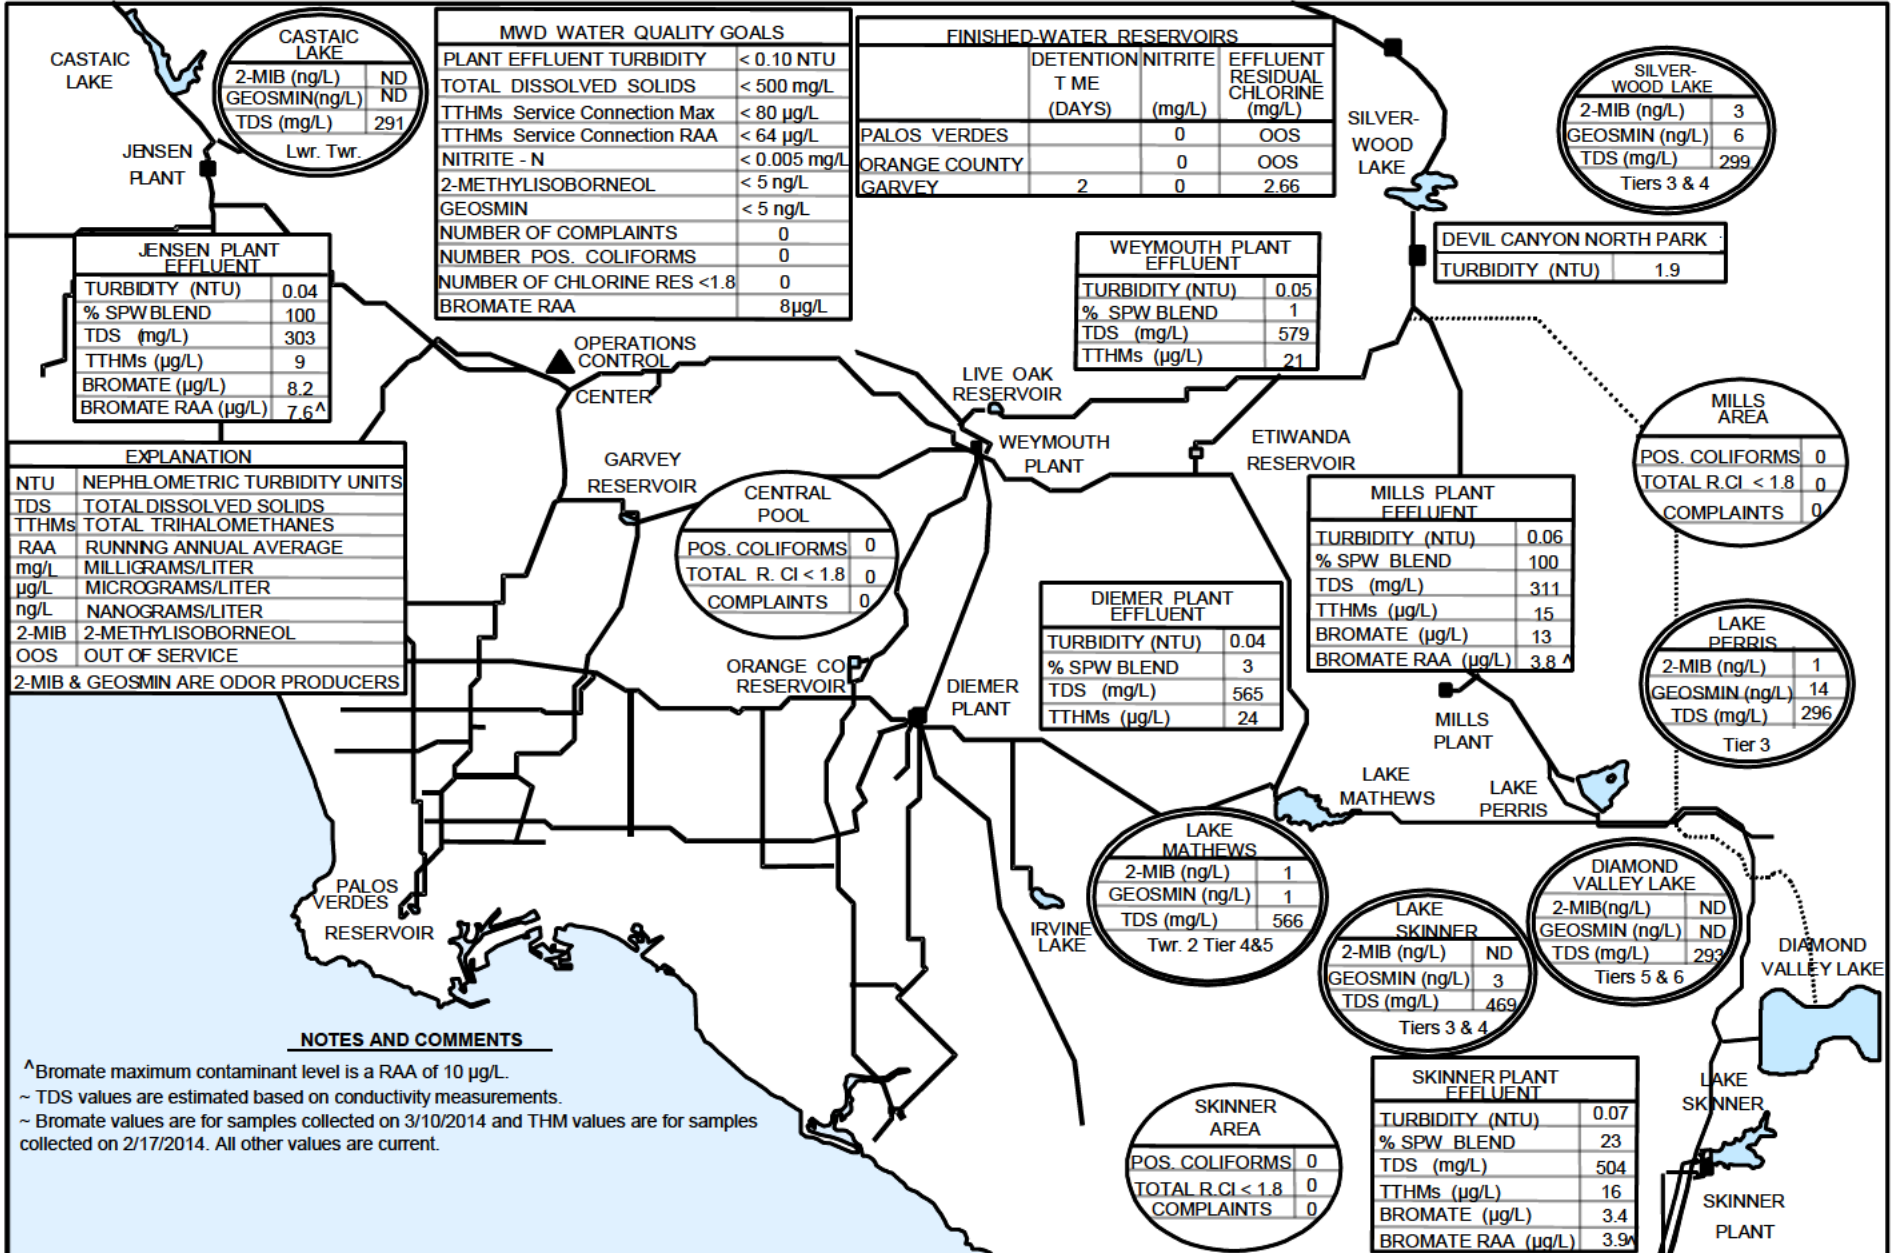 CASTAIC
LAKE
CASTAIC
LAKE
2-MIB (ng/L) ND
GEOSMIN(ng/L) ND
TDS (mg/L) 291
Lwr. Twr.
JENSEN
PLANT
MWD WATER QUALITY GOALS
PLANT EFFLUENT TURBIDITY < 0.10 NTU
TOTAL DISSOLVED SOLIDS < 500 mg/L
TTHMs Service Connection Max < 80 µg/L
TTHMs Service Connection RAA < 64 µg/L
NITRITE - N < 0.005 mg/L
2-METHYLISOBORNEOL < 5 ng/L
GEOSMIN < 5 ng/L
NUMBER OF COMPLAINTS 0
NUMBER POS. COLIFORMS 0
NUMBER OF CHLORINE RES <1.8 0
BROMATE RAA 8µg/L
FINISHED-WATER RESERVOIRS
DETENTION NITRITE EFFLUENT
RESIDUAL
T ME CHLORINE
(DAYS) (mg/L) (mg/L)
PALOS VERDES 0 OOS
ORANGE COUNTY 0 OOS
GARVEY 2 0 2.66
SILVER-
WOOD
LAKE
SILVER-
WOOD LAKE
2-MIB (ng/L) 3
GEOSMIN (ng/L) 6
TDS (mg/L) 299
Tiers 3 & 4
DEVIL CANYON NORTH PARK
TURBIDITY (NTU) 1.9
JENSEN PLANT
EFFLUENT
TURBIDITY (NTU) 0.04
% SPW BLEND 100
TDS (mg/L) 303
TTHMs (µg/L) 9
BROMATE (µg/L) 8.2
BROMATE RAA (µg/L) 7.6^
WEYMOUTH PLANT
EFFLUENT
TURBIDITY (NTU) 0.05
% SPW BLEND 1
TDS (mg/L) 579
TTHMs (µg/L) 21
OPERATIONS
CONTROL
CENTER
LIVE OAK
RESERVOIR
WEYMOUTH
PLANT
ETIWANDA
RESERVOIR
MILLS
AREA
POS. COLIFORMS 0
TOTAL R.Cl < 1.8 0
COMPLAINTS 0
EXPLANATION
NTU NEPHELOMETRIC TURBIDITY UNITS
TDS TOTAL DISSOLVED SOLIDS
TTHMs TOTAL TRIHALOMETHANES
RAA RUNNING ANNUAL AVERAGE
mg/L MILLIGRAMS/LITER
µg/L MICROGRAMS/LITER
ng/L NANOGRAMS/LITER
2-MIB 2-METHYLISOBORNEOL
OOS OUT OF SERVICE
2-MIB & GEOSMIN ARE ODOR PRODUCERS
GARVEY
RESERVOIR
CENTRAL
POOL
POS. COLIFORMS 0
TOTAL R. Cl < 1.8 0
COMPLAINTS 0
MILLS PLANT
EFFLUENT
TURBIDITY (NTU) 0.06
% SPW BLEND 100
TDS (mg/L) 311
TTHMs (µg/L) 15
BROMATE (µg/L) 13
BROMATE RAA (µg/L) 3.8 ^
DIEMER PLANT
EFFLUENT
TURBIDITY (NTU) 0.04
% SPW BLEND 3
TDS (mg/L) 565
TTHMs (µg/L) 24
LAKE
PERRIS
2-MIB (ng/L) 1
GEOSMIN (ng/L) 14
TDS (mg/L) 296
Tier 3
ORANGE CO
RESERVOIR
DIEMER
PLANT
MILLS
PLANT
LAKE
MATHEWS
LAKE
PERRIS
LAKE
MATHEWS
2-MIB (ng/L) 1
GEOSMIN (ng/L) 1
TDS (mg/L) 566
Twr. 2 Tier 4&5
DIAMOND
VALLEY LAKE
2-MIB(ng/L) ND
GEOSMIN (ng/L) ND
TDS (mg/L) 293
Tiers 5 & 6
PALOS
VERDES
RESERVOIR
IRVINE
LAKE
LAKE
SKINNER
2-MIB (ng/L) ND
GEOSMIN (ng/L) 3
TDS (mg/L) 469
Tiers 3 & 4
DIAMOND
VALLEY LAKE
NOTES AND COMMENTS
^Bromate maximum contaminant level is a RAA of 10 µg/L.
~ TDS values are estimated based on conductivity measurements.
~ Bromate values are for samples collected on 3/10/2014 and THM values are for samples
collected on 2/17/2014. All other values are current.
SKINNER
AREA
POS. COLIFORMS 0
TOTAL R.Cl < 1.8 0
COMPLAINTS 0
SKINNER PLANT
EFFLUENT
TURBIDITY (NTU) 0.07
% SPW BLEND 23
TDS (mg/L) 504
TTHMs (µg/L) 16
BROMATE (µg/L) 3.4
BROMATE RAA (µg/L) 3.9^
LAKE
SKINNER
SKINNER
PLANT